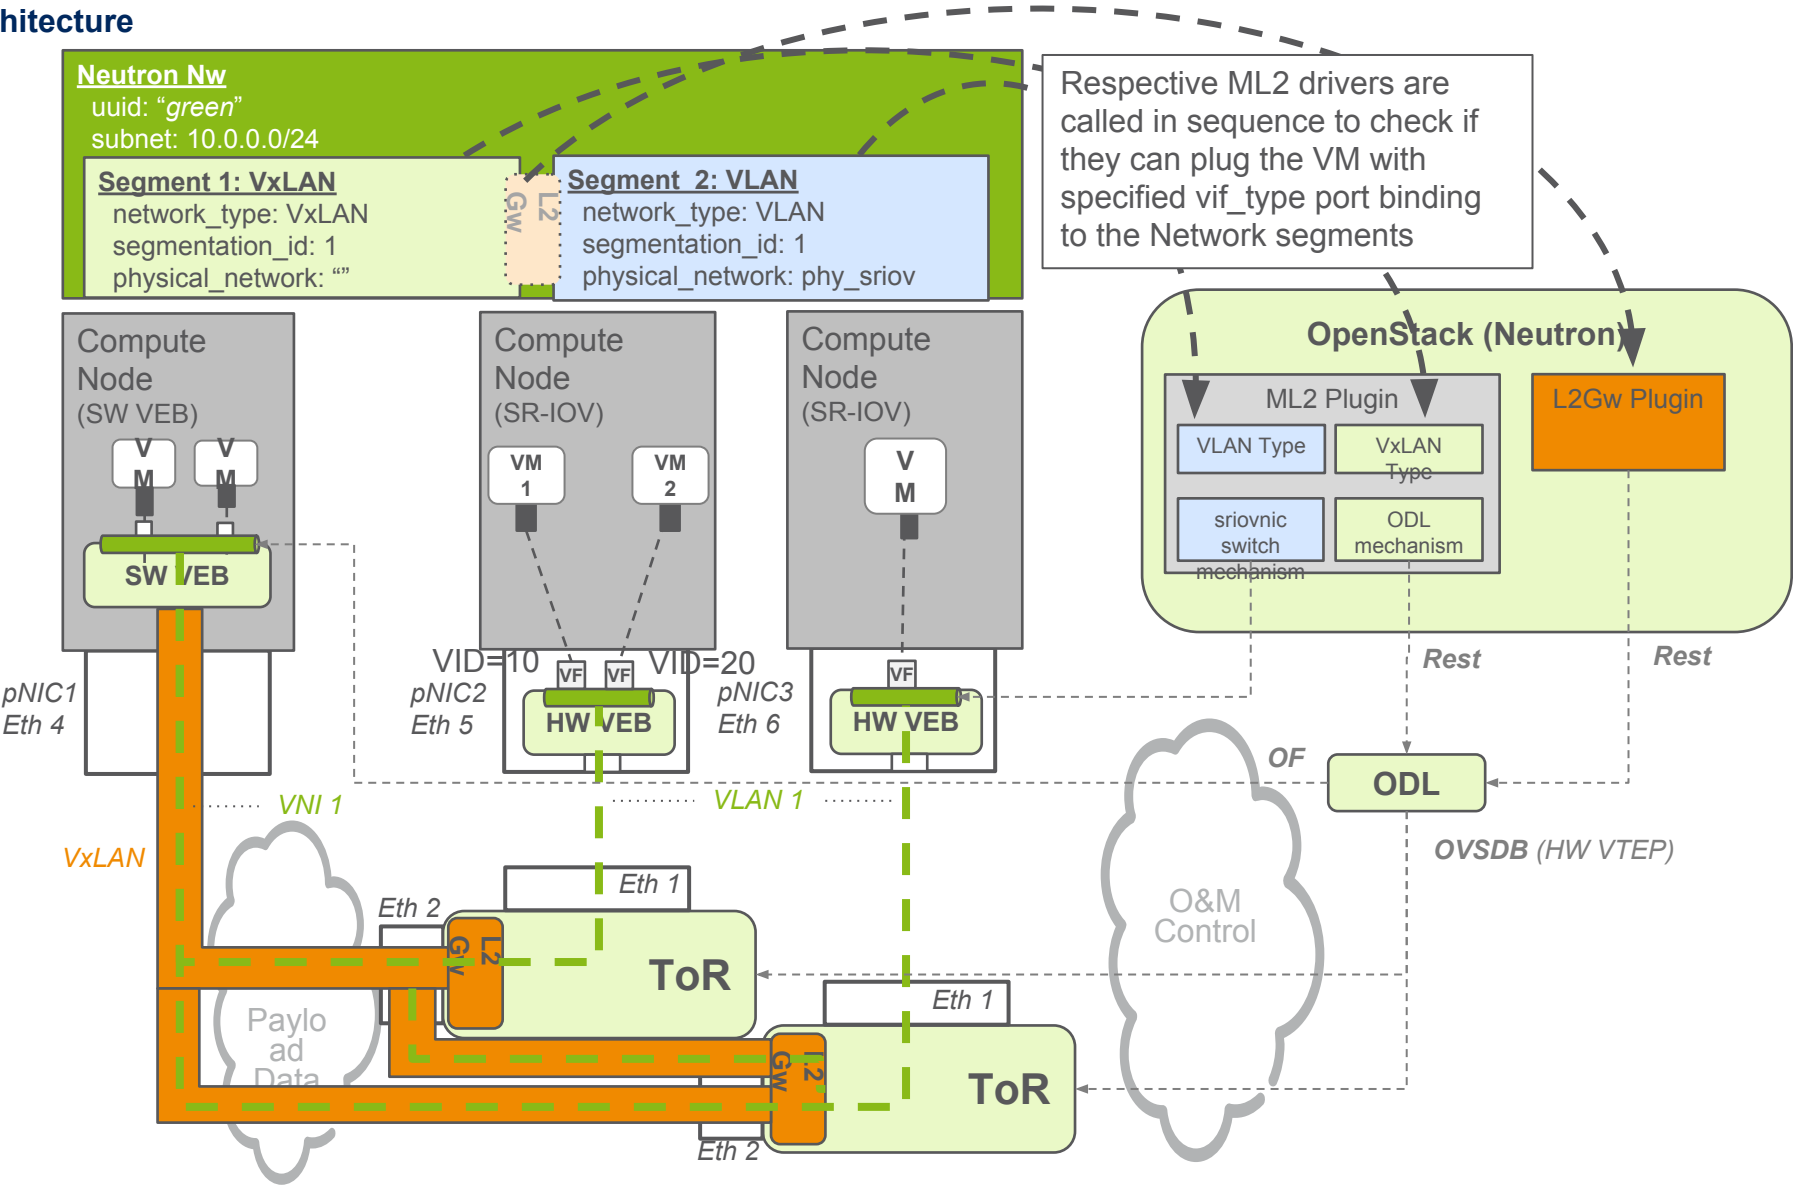 hitecture
Neutron Nw
uuid: “green”
subnet: 10.0.0.0/24
Segment 1: VxLAN
network_type: VxLAN
segmentation_id: 1
physical_network: “”
L2
Gw
Segment 2: VLAN
network_type: VLAN
segmentation_id: 1
physical_network: phy_sriov
Respective ML2 drivers are
called in sequence to check if
they can plug the VM with
specified vif_type port binding
to the Network segments
Compute
Node
(SW VEB)
V
M
V
M
SW VEB
Compute
Node
(SR-IOV)
VM
1
VM
2
VID=10
VID=20
VF
VF
HW VEB
Compute
Node
(SR-IOV)
V
M
VF
HW VEB
OpenStack (Neutron)
ML2 Plugin
VLAN Type
VxLAN
Type
sriovnic
switch
mechanism
ODL
mechanism
L2Gw Plugin
Rest
Rest
pNIC1
Eth 4
pNIC2
Eth 5
pNIC3
Eth 6
OF
ODL
OVSDB (HW VTEP)
VNI 1
VLAN 1
VxLAN
Eth 1
Eth 2
L2
Gw
ToR
O&M
Control
Paylo
ad
Data
Eth 1
L2
Gw
ToR
Eth 2